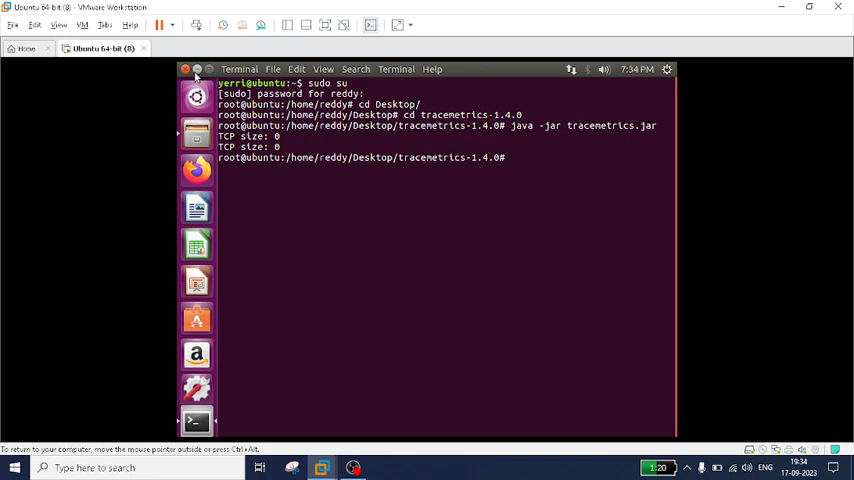 Ubuntu 64-bit (8) - VMware Workstation
File Edit View VM Tabs Help
Home
Ubuntu 64-bit (8)
Terminal File Edit View Search Terminal Help
7:34 PM
yerri@ubuntu:~$ sudo su
[sudo] password for reddy:
root@ubuntu:/home/reddy# cd Desktop/
root@ubuntu:/home/reddy/Desktop# cd tracemetrics-1.4.0
root@ubuntu:/home/reddy/Desktop/tracemetrics-1.4.0# java -jar tracemetrics.jar
TCP size: 0
TCP size: 0
root@ubuntu:/home/reddy/Desktop/tracemetrics-1.4.0#
To return to your computer, move the mouse pointer outside or press Ctrl+Alt.
Type here to search
1:20
ENG
19:34
17-09-2023